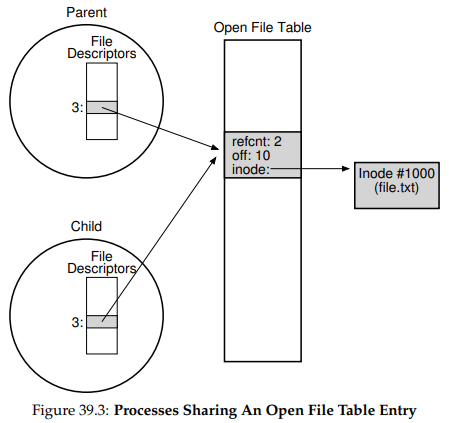 Parent
File
Descriptors
3:
Open File Table
refcnt: 2
off: 10
inode:
Inode #1000
(file.txt)
Child
File
Descriptors
3:
Figure 39.3: Processes Sharing An Open File Table Entry